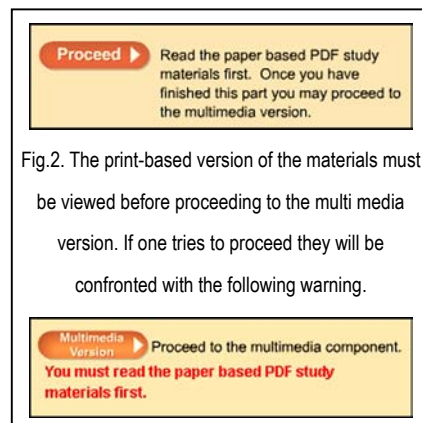 Proceed Read the paper based PDF study
materials first. Once you have
finished this part you may proceed to
the multimedia version.
Fig.2. The print-based version of the materials must
be viewed before proceeding to the multi media
version. If one tries to proceed they will be
confronted with the following warning.
Multimedia
Version Proceed to the multimedia component.
You must read the paper based PDF study
materials first.